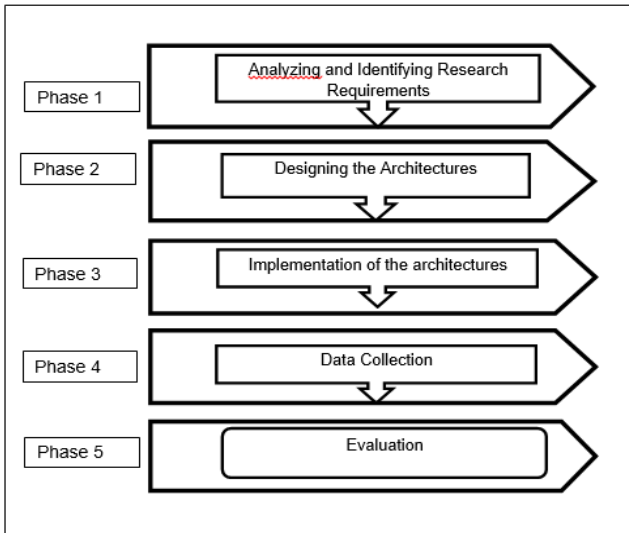 Phase 1
Analyzing and Identifying Research
Requirements
Phase 2
Designing the Architectures
Phase 3
Implementation of the architectures
Phase 4
Data Collection
Phase 5
Evaluation